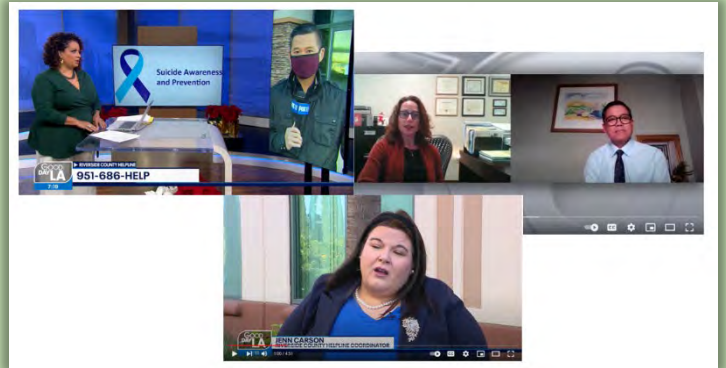 Suicide Awareness
and Prevention
GOOD
DAY
LA
7:39
RIVERSIDE COUNTY HELPLINE
951-686-HELP
GOOD
DAY
LA
JENN CARSON
RIVERSIDE COUNTY HELPLINE COORDINATOR